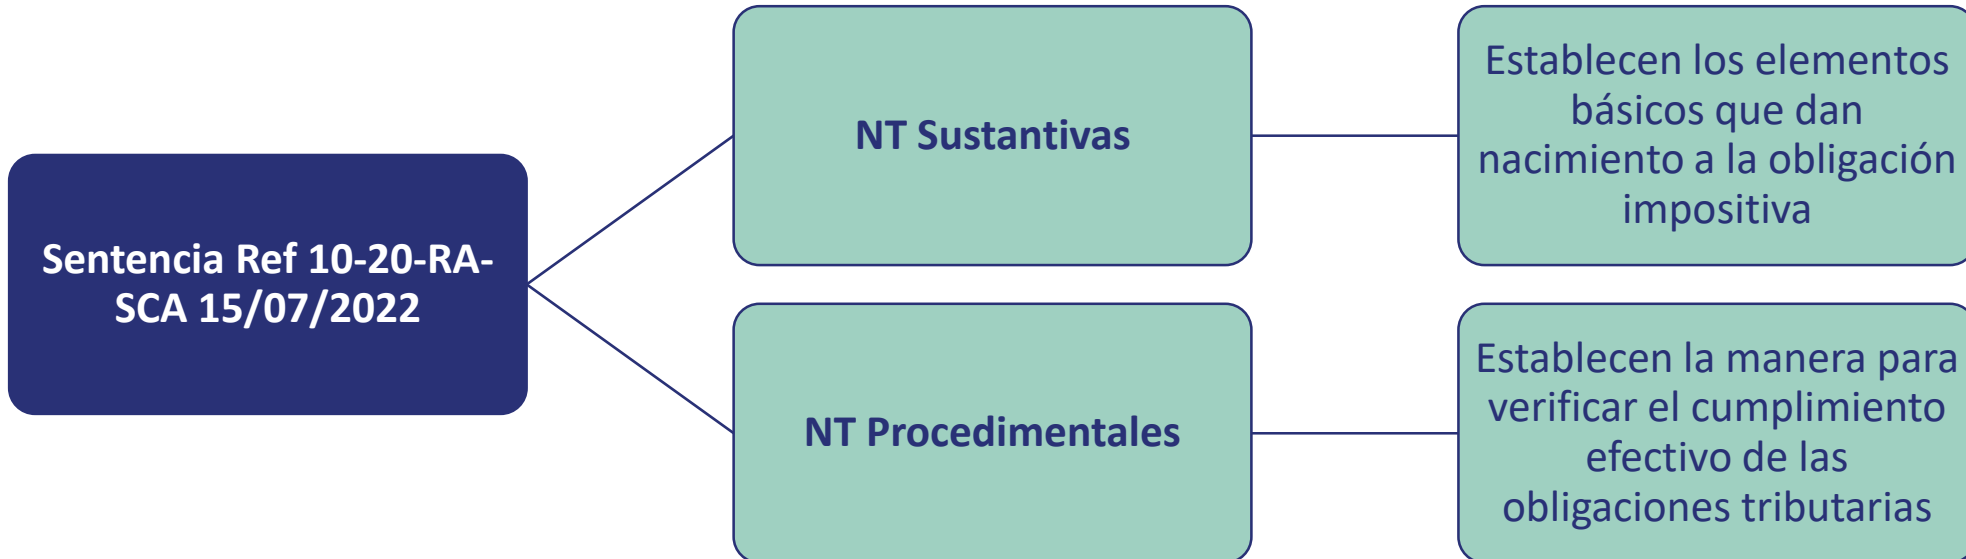 Sentencia Ref 10-20-RA-
SCA 15/07/2022
NT Sustantivas
Establecen los elementos
básicos que dan
nacimiento a la obligación
impositiva
NT Procedimentales
Establecen la manera para
verificar el cumplimiento
efectivo de las
obligaciones tributarias